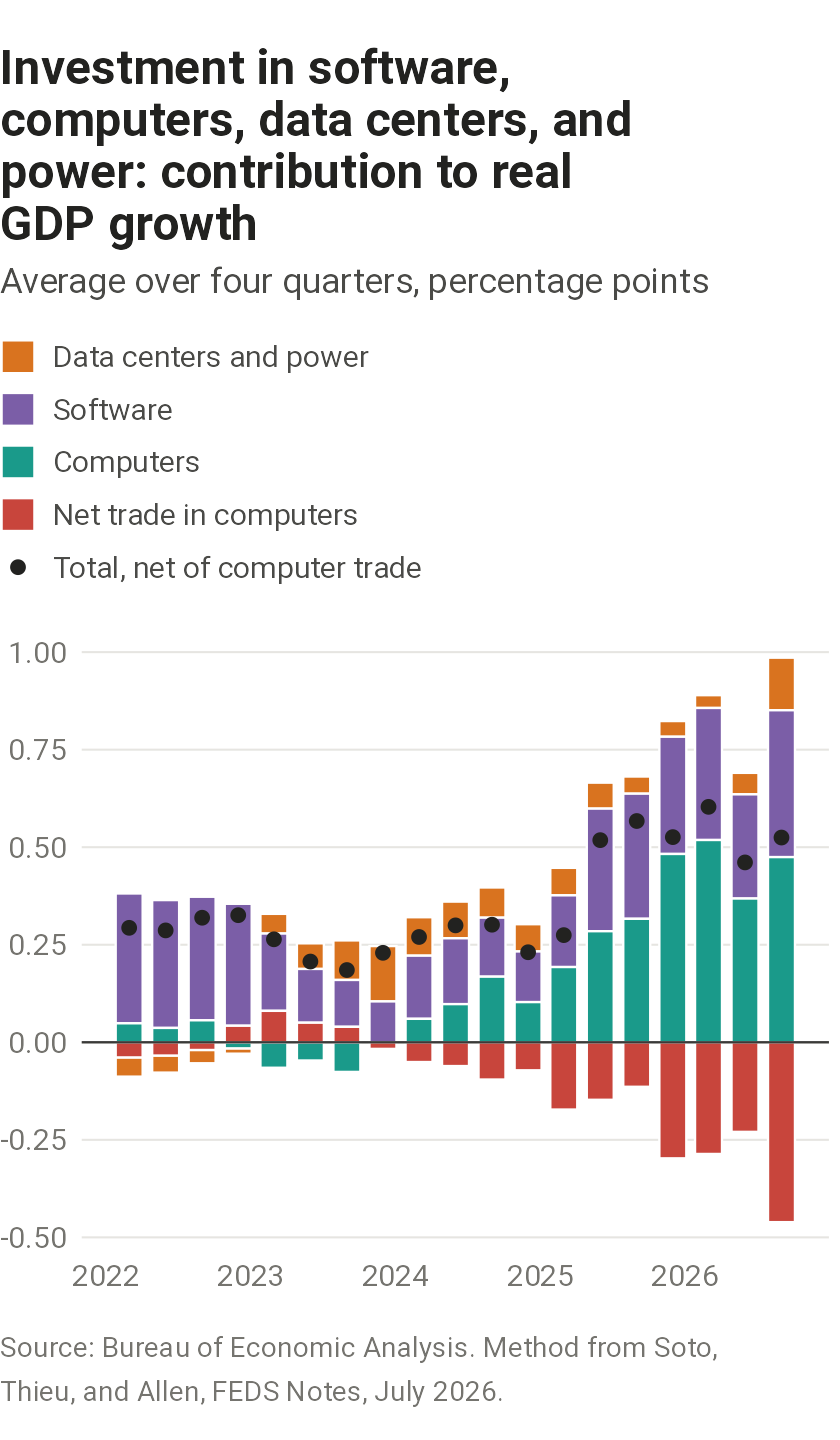 Investment in software,
computers, data centers, and
power: contribution to real
GDP growth
Average over four quarters, percentage points
Data centers and power
Software
Computers
Net trade in computers
Total, net of computer trade
1.00
0.75
0.50
0.25
0.00
-0.25
-0.50
2022 2023 2024 2025 2026
Source: Bureau of Economic Analysis. Method from Soto,
Thieu, and Allen, FEDS Notes, July 2026.